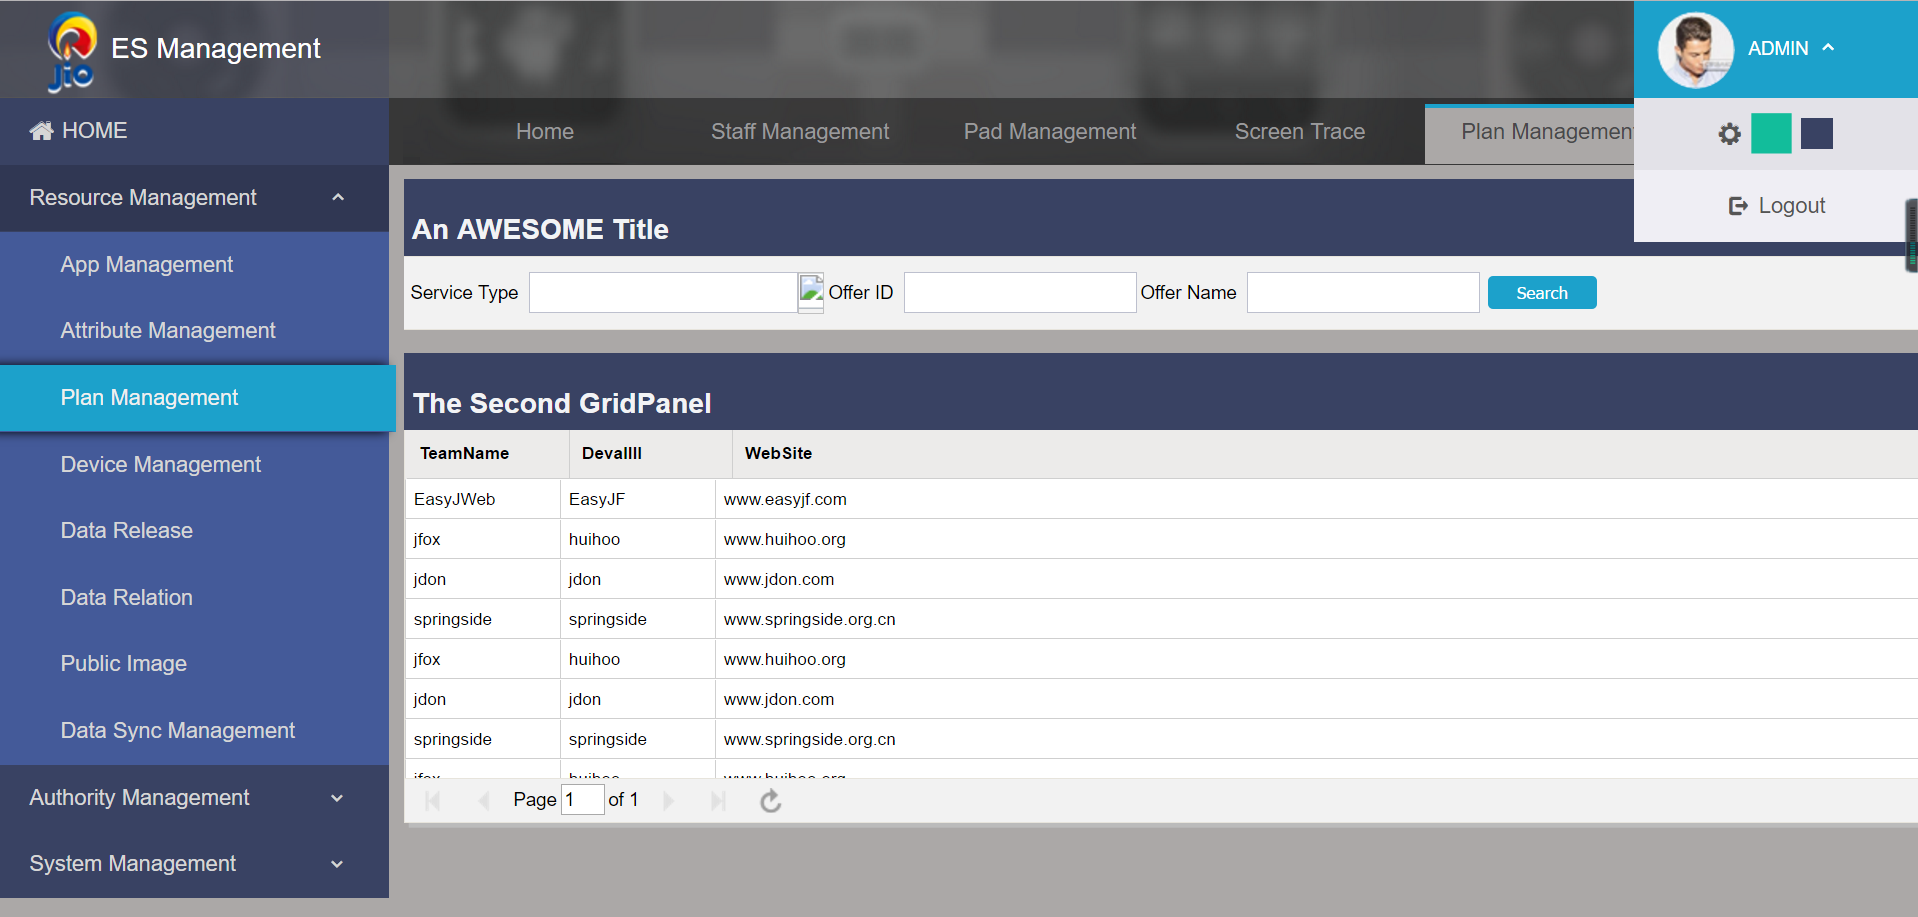 Jio
ES Management
ADMIN
HOME
Home
Staff Management
Pad Management
Screen Trace
Plan Managemen
Logout
Resource Management
App Management
Attribute Management
Plan Management
Device Management
Data Release
Data Relation
Public Image
Data Sync Management
Authority Management
System Management
An AWESOME Title
Service Type
Offer ID
Offer Name
Search
The Second GridPanel
TeamName Devallll WebSite
EasyJWeb EasyJF www.easyjf.com
jfox huihoo www.huihoo.org
jdon jdon www.jdon.com
springside springside www.springside.org.cn
jfox huihoo www.huihoo.org
jdon jdon www.jdon.com
springside springside www.springside.org.cn
jfox huihoo www.huihoo.org
Page 1 of 1